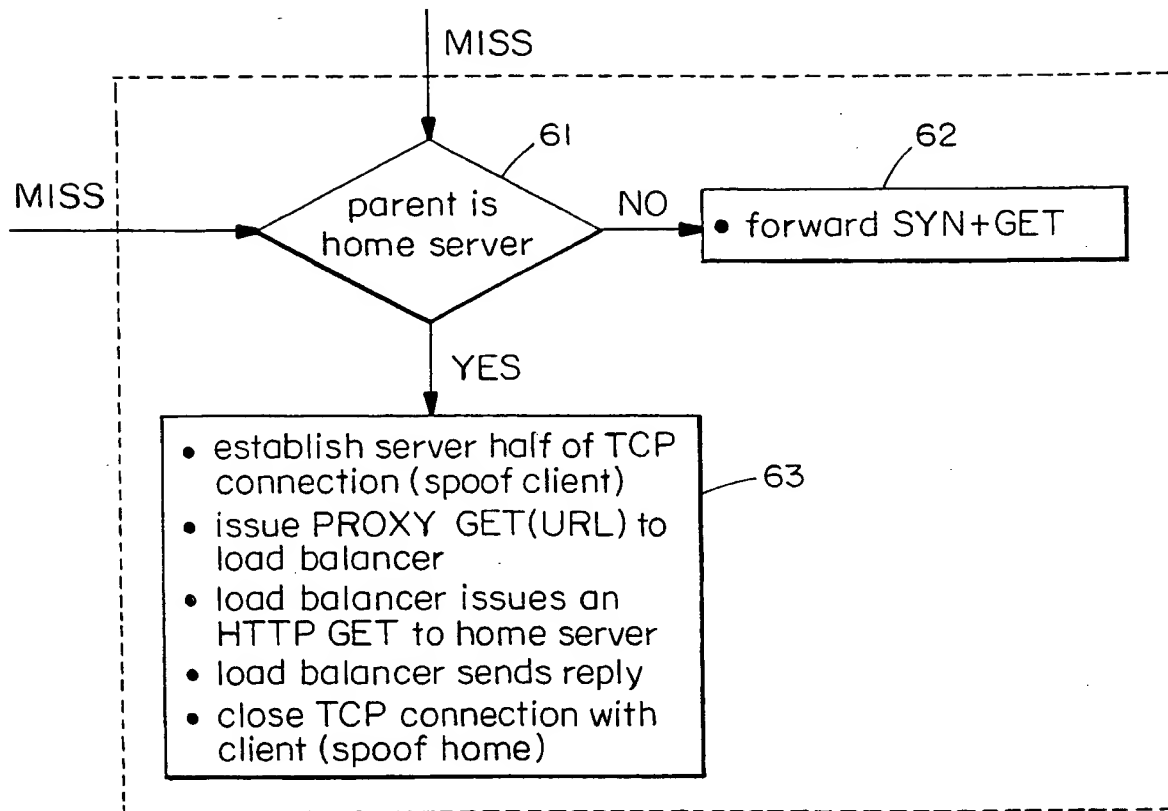 MISS
61
62
MISS
parent is
home server
NO
• forward SYN+GET
YES
• establish server half of TCP
connection (spoof client)
63
• issue PROXY GET(URL) to
load balancer
• load balancer issues an
HTTP GET to home server
• load balancer sends reply
• close TCP connection with
client (spoof home)